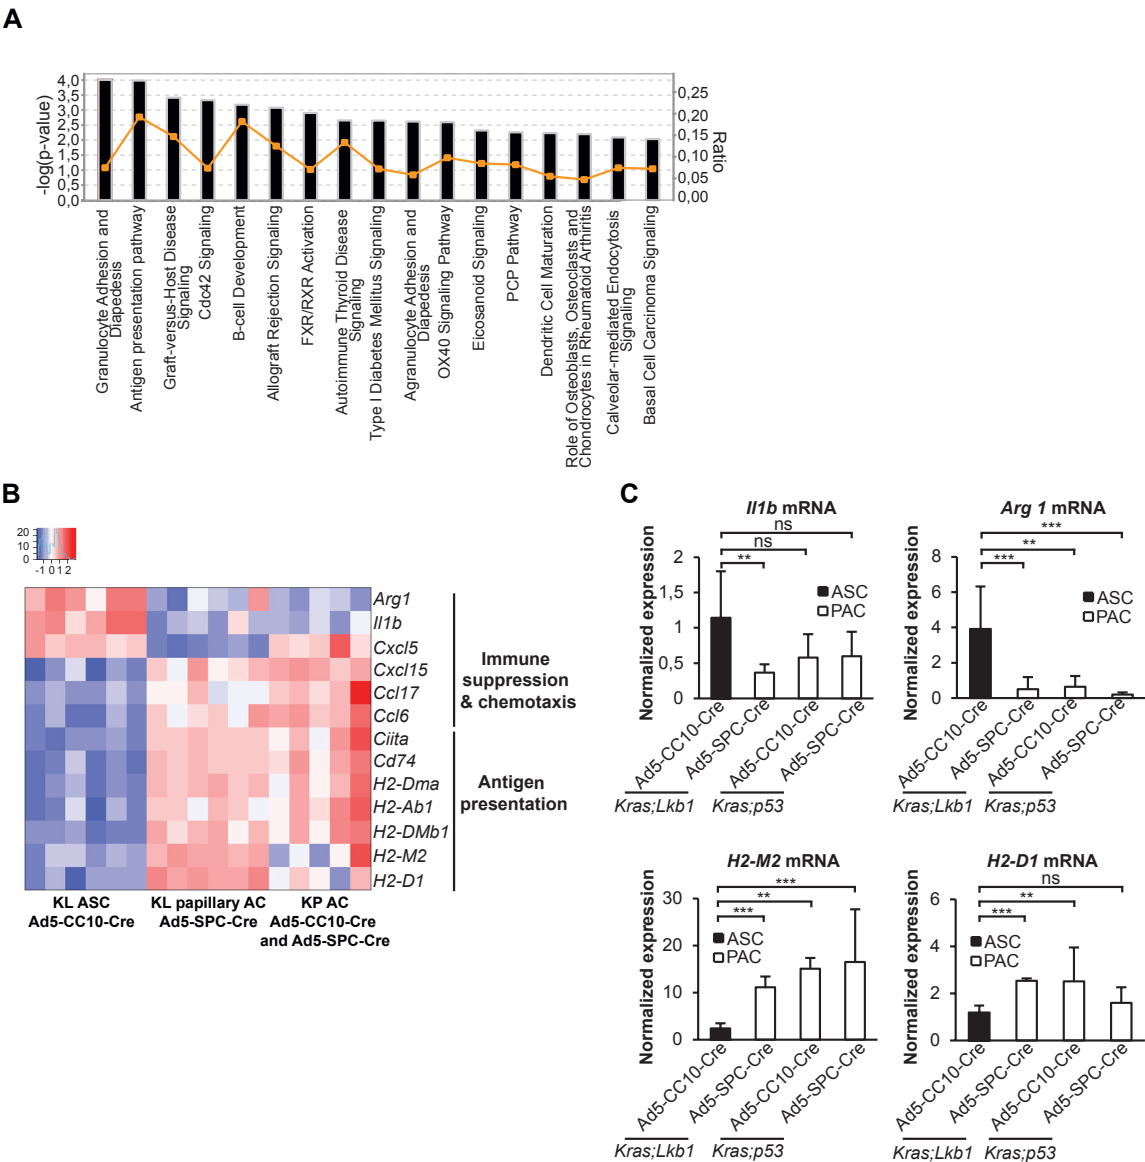 A
-log(p-value)
4,0
3,5
3,0
2,5
2,0
1,5
1,0
0,5
0,0
0,25
0,20
0,15
0,10
0,05
0,00
Ratio
Granulocyte Adhesion and
Diapedesis
Antigen presentation pathway
Graft-versus-Host Disease
Signaling
Cdc42 Signaling
B-cell Development
Allograft Rejection Signaling
FXR/RXR Activation
Autoimmune Thyroid Disease
Signaling
Type I Diabetes Mellitus Signaling
Agranulocyte Adhesion and
Diapedesis
OX40 Signaling Pathway
Eicosanoid Signaling
PCP Pathway
Dendritic Cell Maturation
Role of Osteoblasts, Osteoclasts and
Chondrocytes in Rheumatoid Arthiritis
Calveolar-mediated Endocytosis
Signaling
Basal Cell Carcinoma Signaling
B
20
10
0
-1 0 1 2
Arg1
Il1b
Cxcl5
Cxcl15
Ccl17
Ccl6
Ciita
Cd74
H2-Dma
H2-Ab1
H2-DMb1
H2-M2
H2-D1
Immune
suppression
& chemotaxis
Antigen
presentation
KL ASC
Ad5-CC10-Cre
KL papillary AC
Ad5-SPC-Cre
KP AC
Ad5-CC10-Cre
and Ad5-SPC-Cre
C
Il1b mRNA
ns
ns
**
Normalized expression
2
1
0,5
0
ASC
PAC
Ad5-CC10-Cre
Ad5-SPC-Cre
Ad5-CC10-Cre
Ad5-SPC-Cre
Kras;Lkb1
Kras;p53
Arg 1 mRNA
***
**
***
Normalized expression
8
6
4
2
0
ASC
PAC
Ad5-CC10-Cre
Ad5-SPC-Cre
Ad5-CC10-Cre
Ad5-SPC-Cre
Kras;Lkb1
Kras;p53
H2-M2 mRNA
***
**
***
Normalized expression
30
20
10
0
ASC
PAC
Ad5-CC10-Cre
Ad5-SPC-Cre
Ad5-CC10-Cre
Ad5-SPC-Cre
Kras;Lkb1
Kras;p53
H2-D1 mRNA
ns
**
***
Normalized expression
6
4
2
0
ASC
PAC
Ad5-CC10-Cre
Ad5-SPC-Cre
Ad5-CC10-Cre
Ad5-SPC-Cre
Kras;Lkb1
Kras;p53